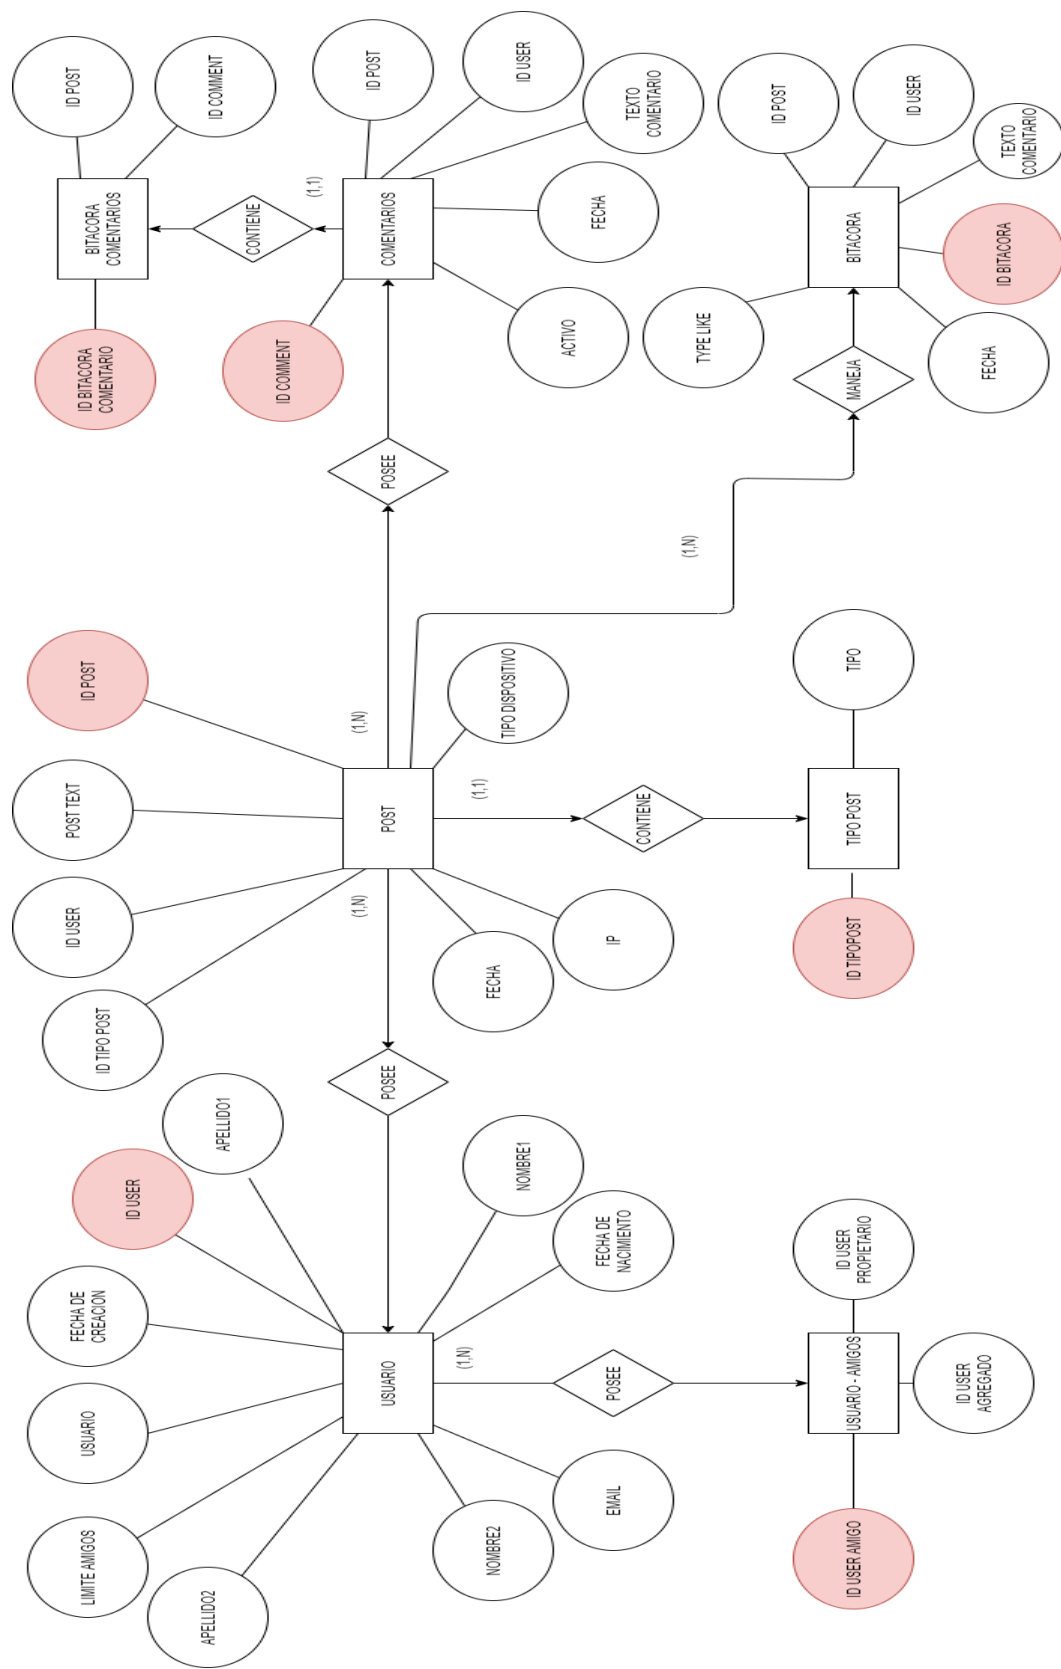 LIMITE AMIGOS
USUARIO
FECHA DE
CREACION
ID USER
APELLIDO1
APELLIDO2
USUARIO
NOMBRE2
EMAIL
NOMBRE1
FECHA DE
NACIMIENTO
(1,N)
POSEE
USUARIO - AMIGOS
ID USER AMIGO
ID USER
AGREGADO
ID USER
PROPIETARIO
POSEE
(1,N)
ID TIPO POST
ID USER
POST TEXT
ID POST
POST
FECHA
IP
TIPO DISPOSITIVO
(1,1)
CONTIENE
TIPO POST
ID TIPOPOST
TIPO
(1,N)
POSEE
(1,N)
MANEJA
ID BITACORA
COMENTARIO
BITACORA
COMENTARIOS
ID POST
ID COMMENT
CONTIENE
(1,1)
ID COMMENT
COMENTARIOS
ID POST
ID USER
TEXTO
COMENTARIO
FECHA
ACTIVO
TYPE LIKE
BITACORA
ID POST
ID USER
TEXTO
COMENTARIO
ID BITACORA
FECHA